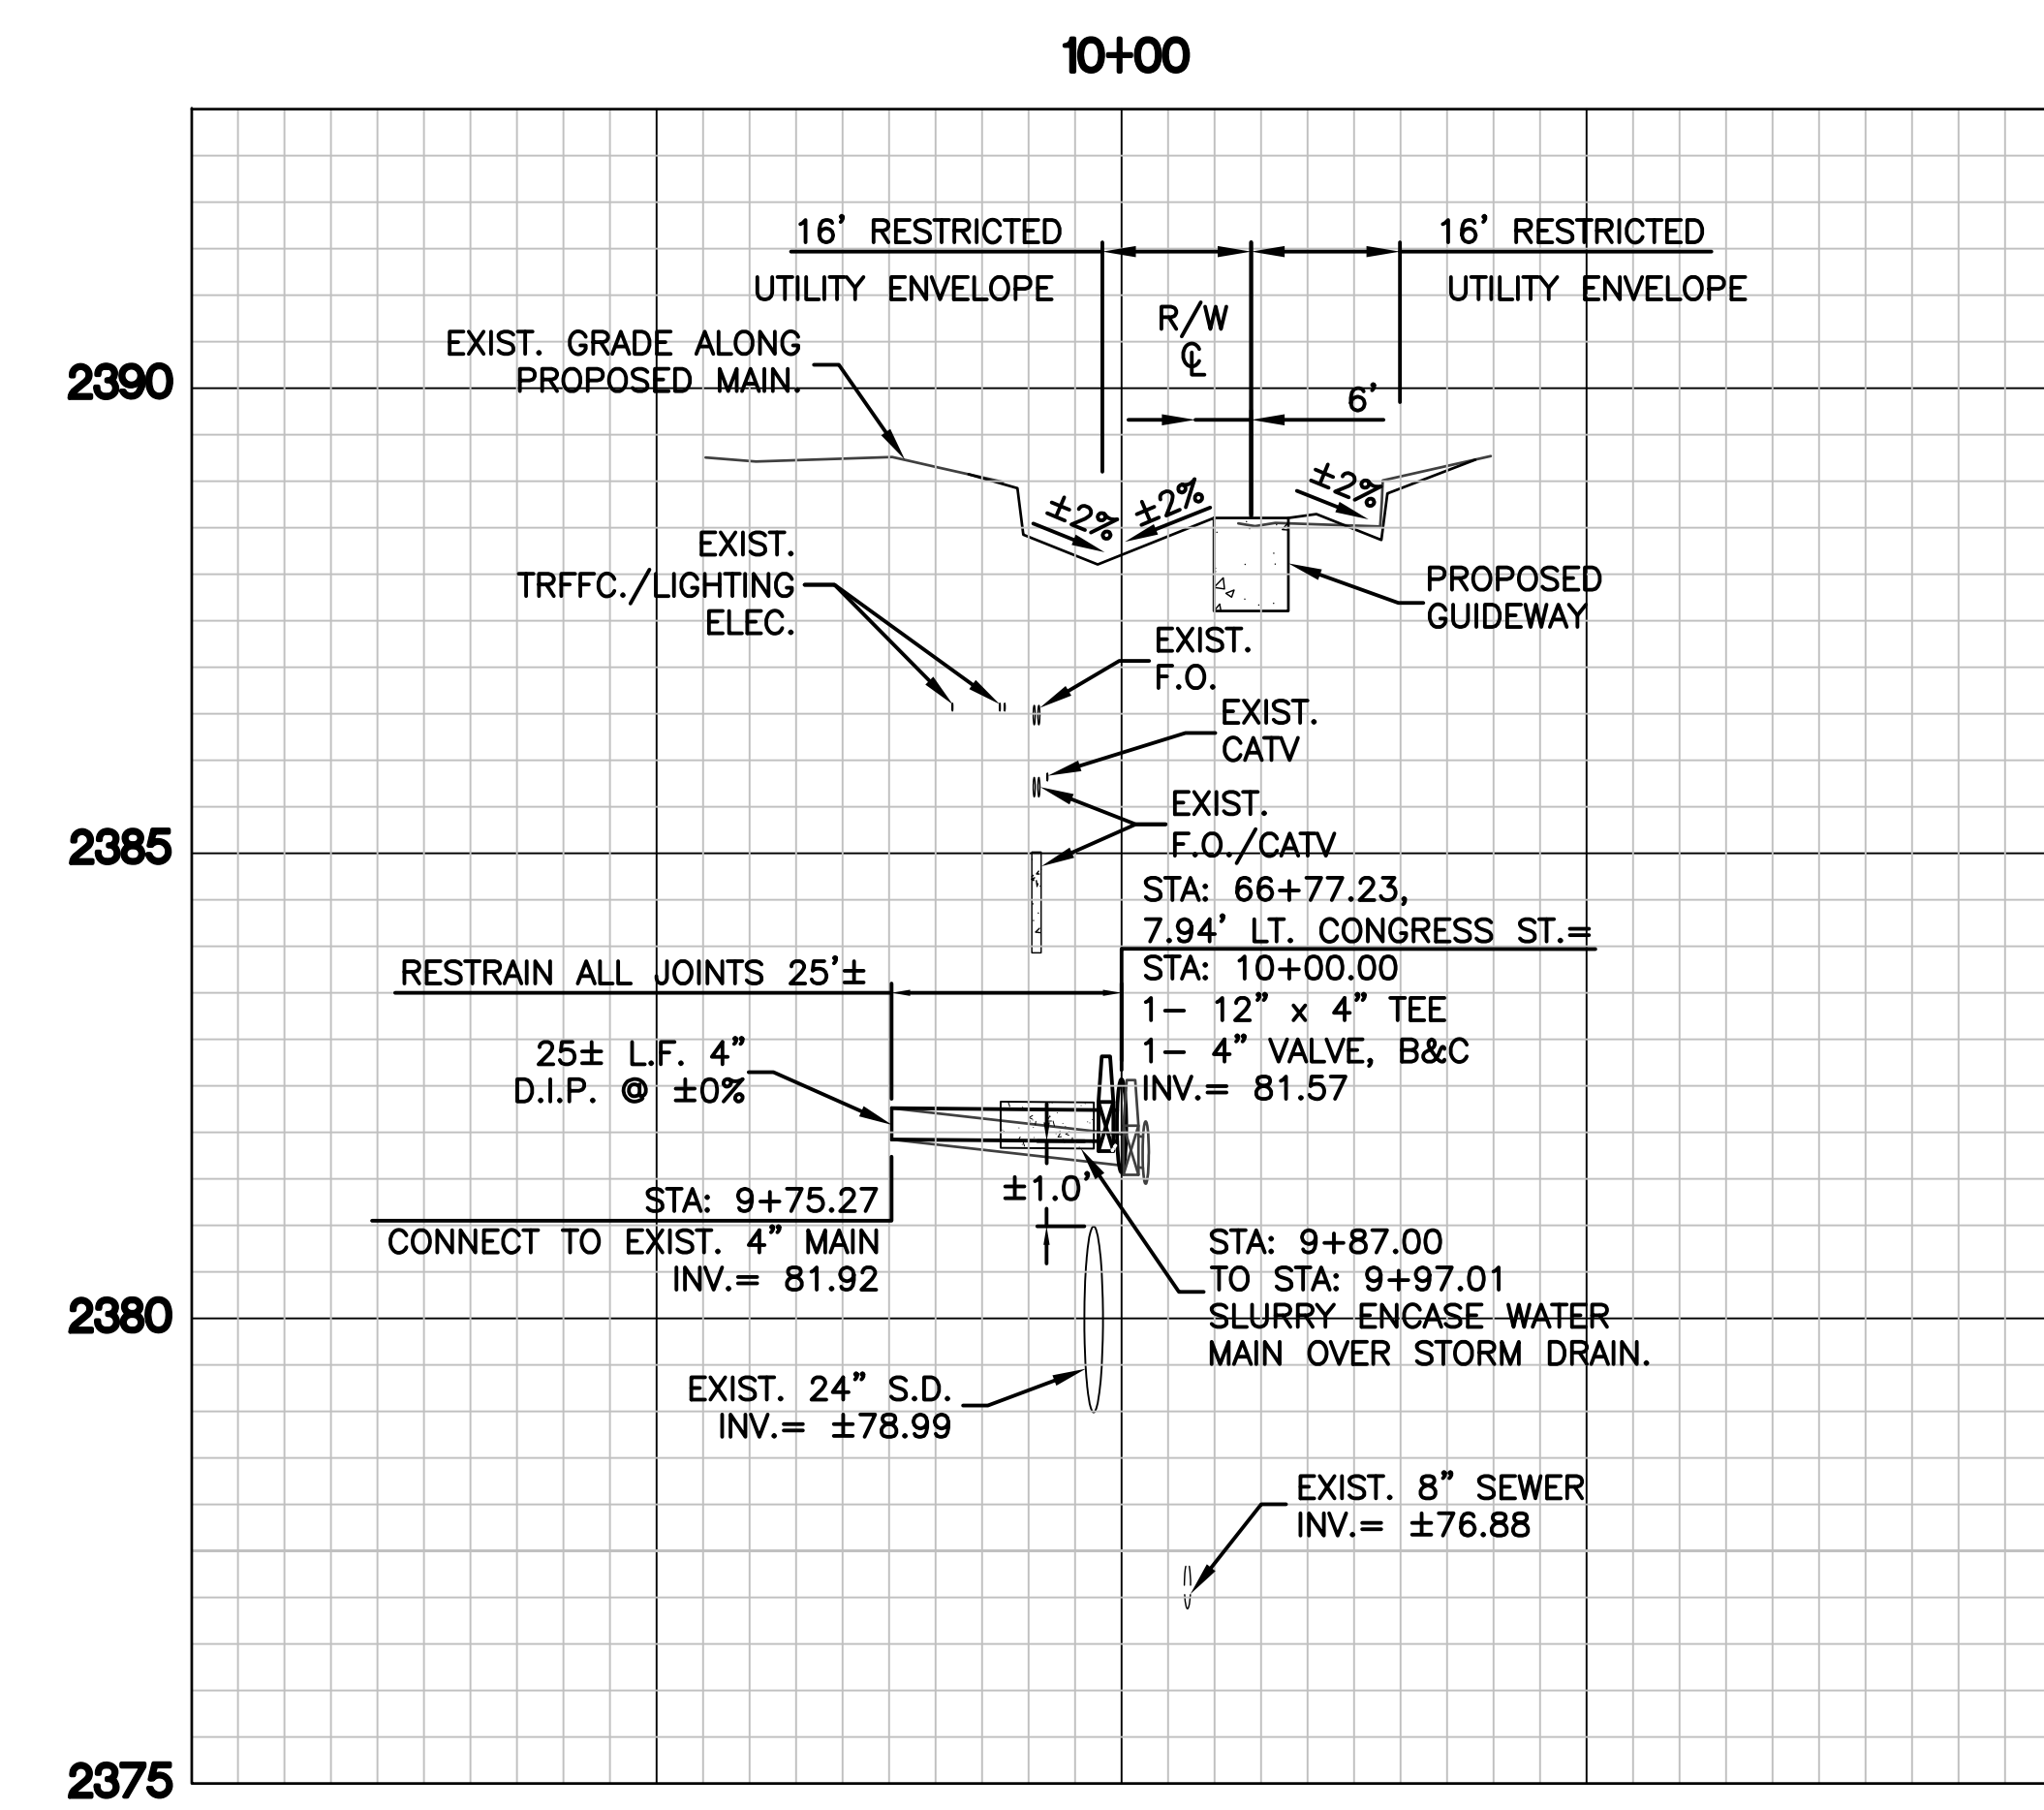 10+00
16' RESTRICTED
UTILITY ENVELOPE
16' RESTRICTED
UTILITY ENVELOPE
R/W
℄
6'
EXIST. GRADE ALONG
PROPOSED MAIN.
2390
±2%
±2%
±2%
EXIST.
TRFFC./LIGHTING
ELEC.
PROPOSED
GUIDEWAY
EXIST.
F.O.
EXIST.
CATV
EXIST.
F.O./CATV
2385
STA: 66+77.23,
7.94' LT. CONGRESS ST.=
STA: 10+00.00
1- 12" x 4" TEE
1- 4" VALVE, B&C
INV.= 81.57
RESTRAIN ALL JOINTS 25'±
25± L.F. 4"
D.I.P. @ ±0%
±1.0'
STA: 9+75.27
CONNECT TO EXIST. 4" MAIN
INV.= 81.92
STA: 9+87.00
TO STA: 9+97.01
SLURRY ENCASE WATER
MAIN OVER STORM DRAIN.
2380
EXIST. 24" S.D.
INV.= ±78.99
EXIST. 8" SEWER
INV.= ±76.88
2375